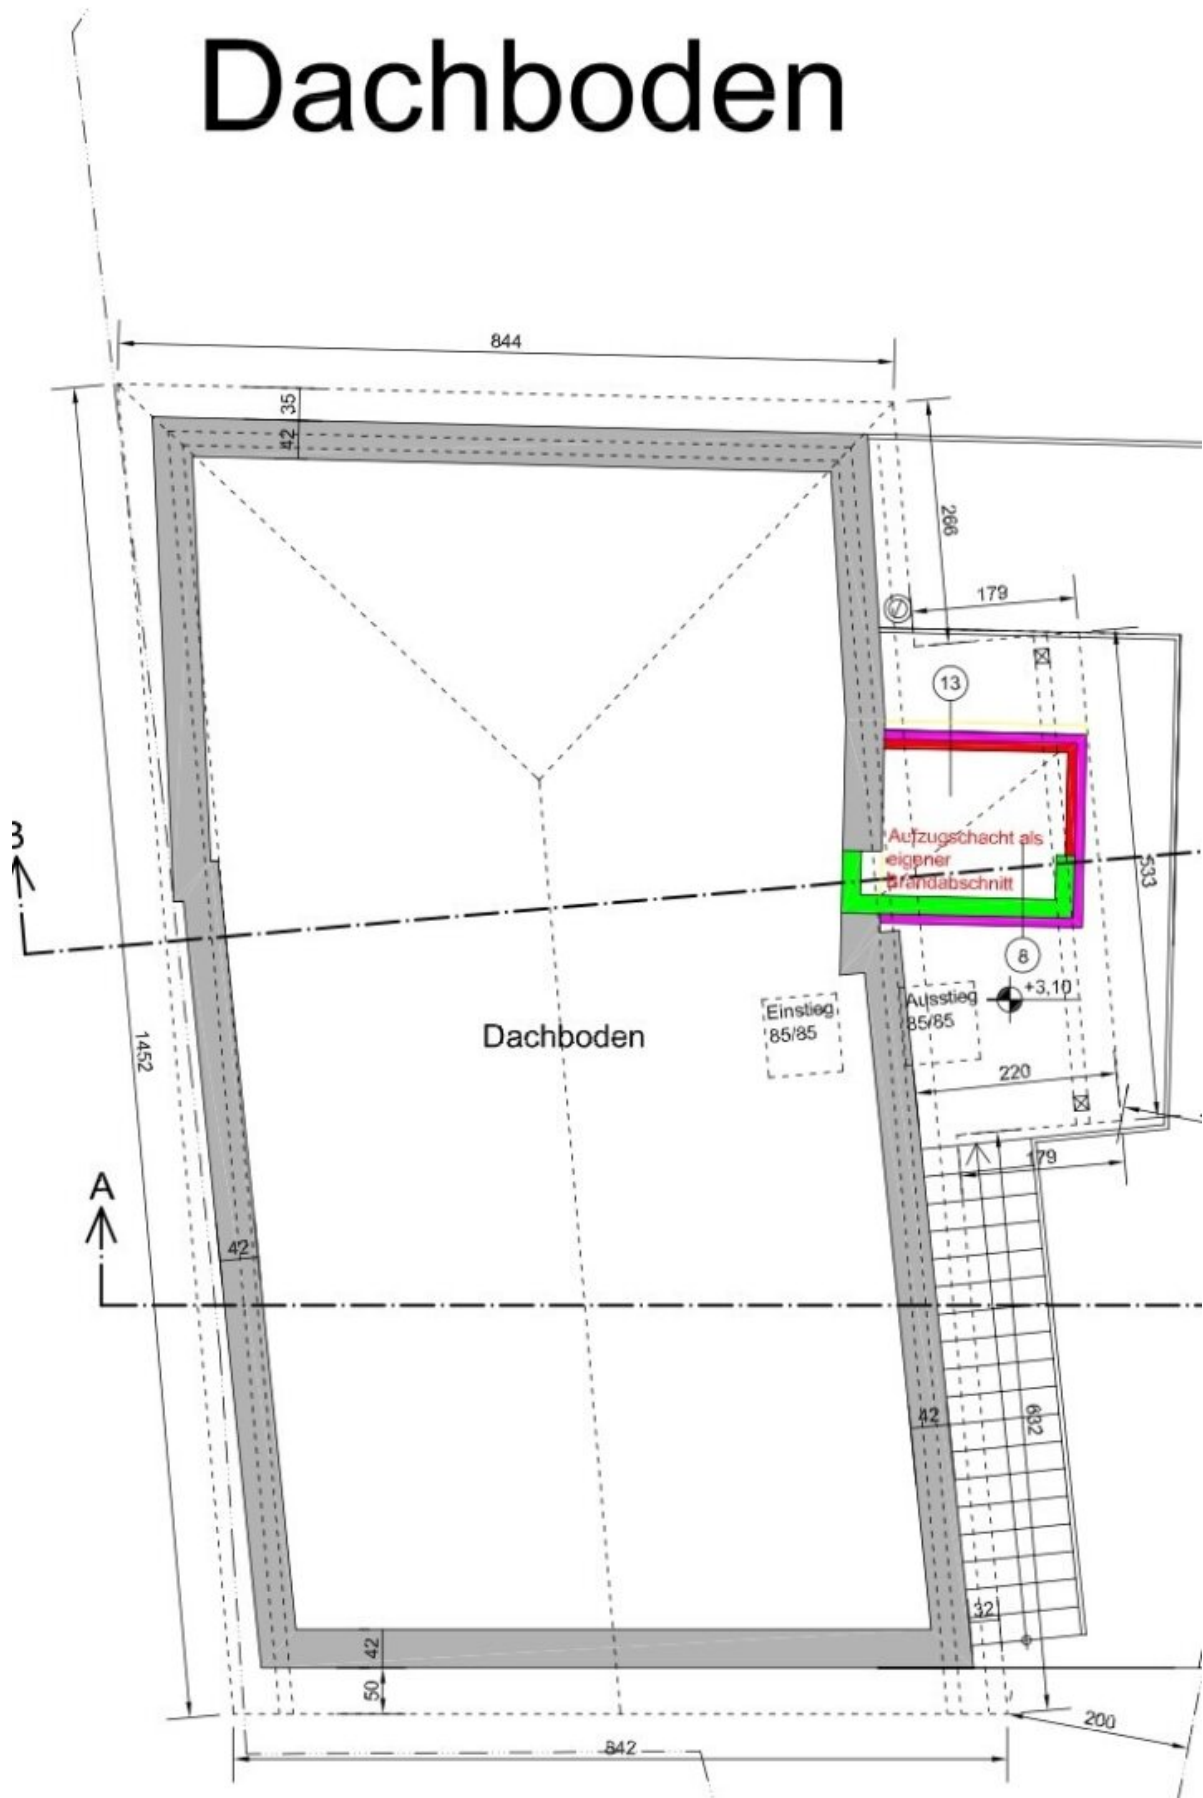 Dachboden
844
35
42
266
179
13
B
Aufzugschacht als
eigener
Brandabschnitt
533
8
+3,10
Einstieg
85/85
Ausstieg
85/85
Dachboden
1452
220
179
A
42
42
632
32
42
50
200
842